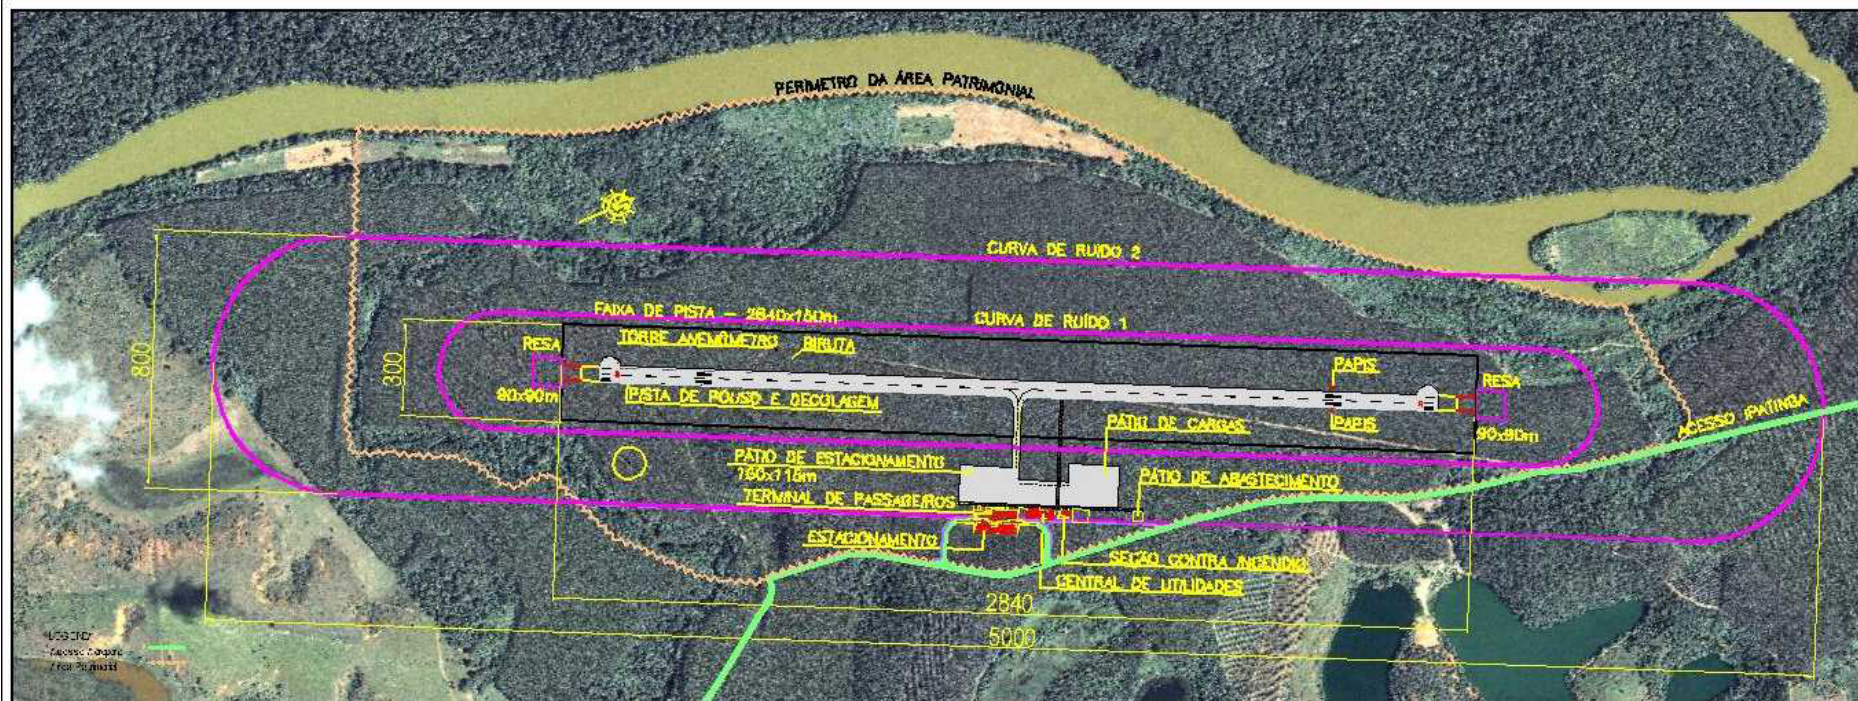 PERIMETRO DA ÁREA PATRIMONIAL
CURVA DE RUIDO 2
800
FAIXA DE PISTA - 2840x150m
CURVA DE RUÍDO 1
TORRE ANEMÔMETRO
BIRUTA
RESA
300
90x90m
PISTA DE POUSO E DECOLAGEM
PAPIS
RESA
PAPIS
90x90m
ACESSO IPATINGA
PÁTIO DE CARGAS
PÁTIO DE ESTACIONAMENTO
115m
PÁTIO DE ABASTECIMENTO
TERMINAL DE PASSAGEIROS
ESTACIONAMENTO
SEÇÃO CONTRA INCENDIO
CENTRAL DE UTILIDADES
2840
5000